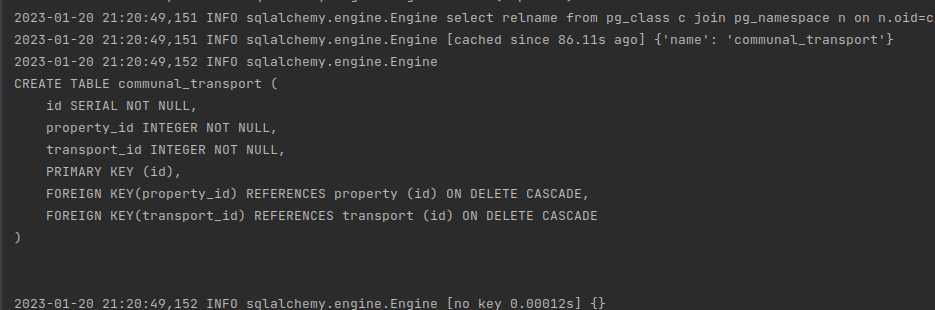 2023-01-20 21:20:49,151 INFO sqlalchemy.engine.Engine select relname from pg_class c join pg_namespace n on n.oid=c
2023-01-20 21:20:49,151 INFO sqlalchemy.engine.Engine [cached since 86.11s ago] {'name': 'communal_transport'}
2023-01-20 21:20:49,152 INFO sqlalchemy.engine.Engine
CREATE TABLE communal_transport (
    id SERIAL NOT NULL,
    property_id INTEGER NOT NULL,
    transport_id INTEGER NOT NULL,
    PRIMARY KEY (id),
    FOREIGN KEY(property_id) REFERENCES property (id) ON DELETE CASCADE,
    FOREIGN KEY(transport_id) REFERENCES transport (id) ON DELETE CASCADE
)
2023-01-20 21:20:49,152 INFO sqlalchemy.engine.Engine [no key 0.00012s] {}